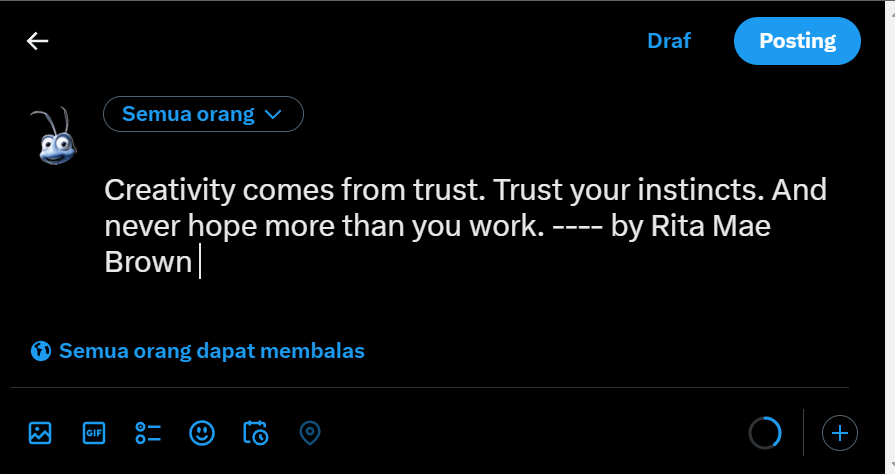 Draf
Posting
Semua orang
Creativity comes from trust. Trust your instincts. And
never hope more than you work. ---- by Rita Mae
Brown
Semua orang dapat membalas
GIF